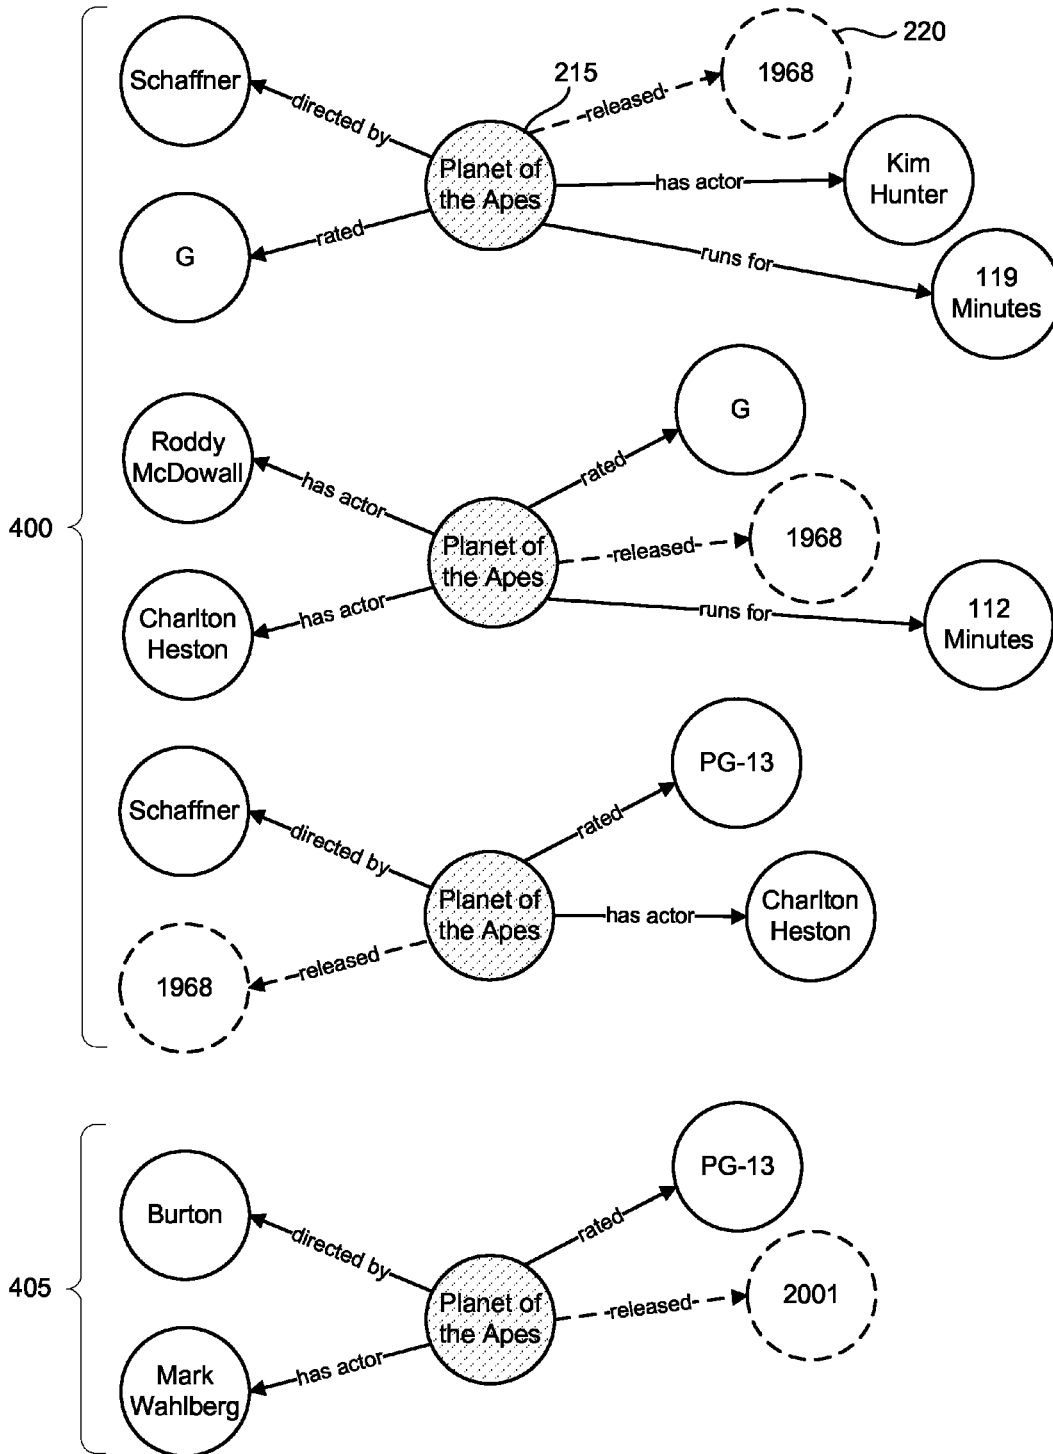 220
1968
215
released
Schaffner
directed by
Planet of
the Apes
has actor
Kim
Hunter
G
rated
runs for
119
Minutes
400
G
rated
Roddy
McDowall
has actor
Planet of
the Apes
released
1968
Charlton
Heston
has actor
runs for
112
Minutes
PG-13
rated
Schaffner
directed by
Planet of
the Apes
has actor
Charlton
Heston
1968
released
405
PG-13
rated
Burton
directed by
Planet of
the Apes
released
2001
Mark
Wahlberg
has actor